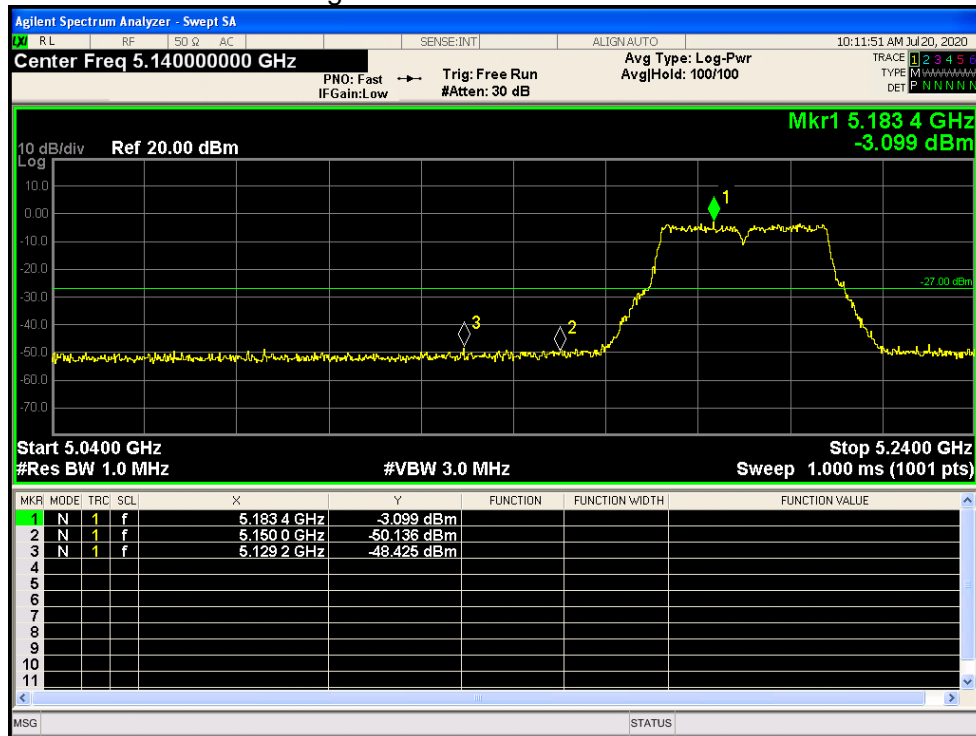 Agilent Spectrum Analyzer - Swept SA
LXI RL RF 50 Ω AC SENSE:INT ALIGN AUTO 10:11:51 AM Jul 20, 2020
Center Freq 5.140000000 GHz Avg Type: Log-Pwr TRACE 1 2 3 4 5 6
PNO: Fast Trig: Free Run Avg|Hold: 100/100 TYPE M
IFGain:Low #Atten: 30 dB DET P N N N N N
Mkr1 5.183 4 GHz
10 dB/div Ref 20.00 dBm -3.099 dBm
Log
10.0
1
0.00
-10.0
-20.0
-27.00 dBm
-30.0
-40.0
3
2
-50.0
-60.0
-70.0
Start 5.0400 GHz Stop 5.2400 GHz
#Res BW 1.0 MHz #VBW 3.0 MHz Sweep 1.000 ms (1001 pts)
MKR MODE TRC SCL X Y FUNCTION FUNCTION WIDTH FUNCTION VALUE
1 N 1 f 5.183 4 GHz -3.099 dBm
2 N 1 f 5.150 0 GHz -50.136 dBm
3 N 1 f 5.129 2 GHz -48.425 dBm
4
5
6
7
8
9
10
11
MSG STATUS